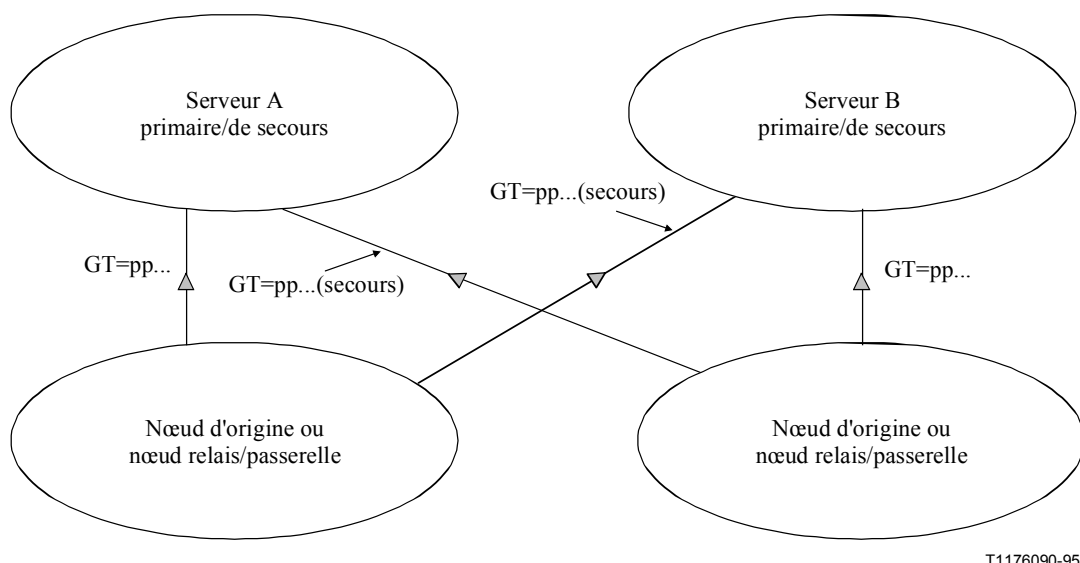 Serveur A
primaire/de secours
Serveur B
primaire/de secours
GT=pp...(secours)
GT=pp...
GT=pp...(secours)
GT=pp...
Nœud d'origine ou
nœud relais/passerelle
Nœud d'origine ou
nœud relais/passerelle
T1176090-95